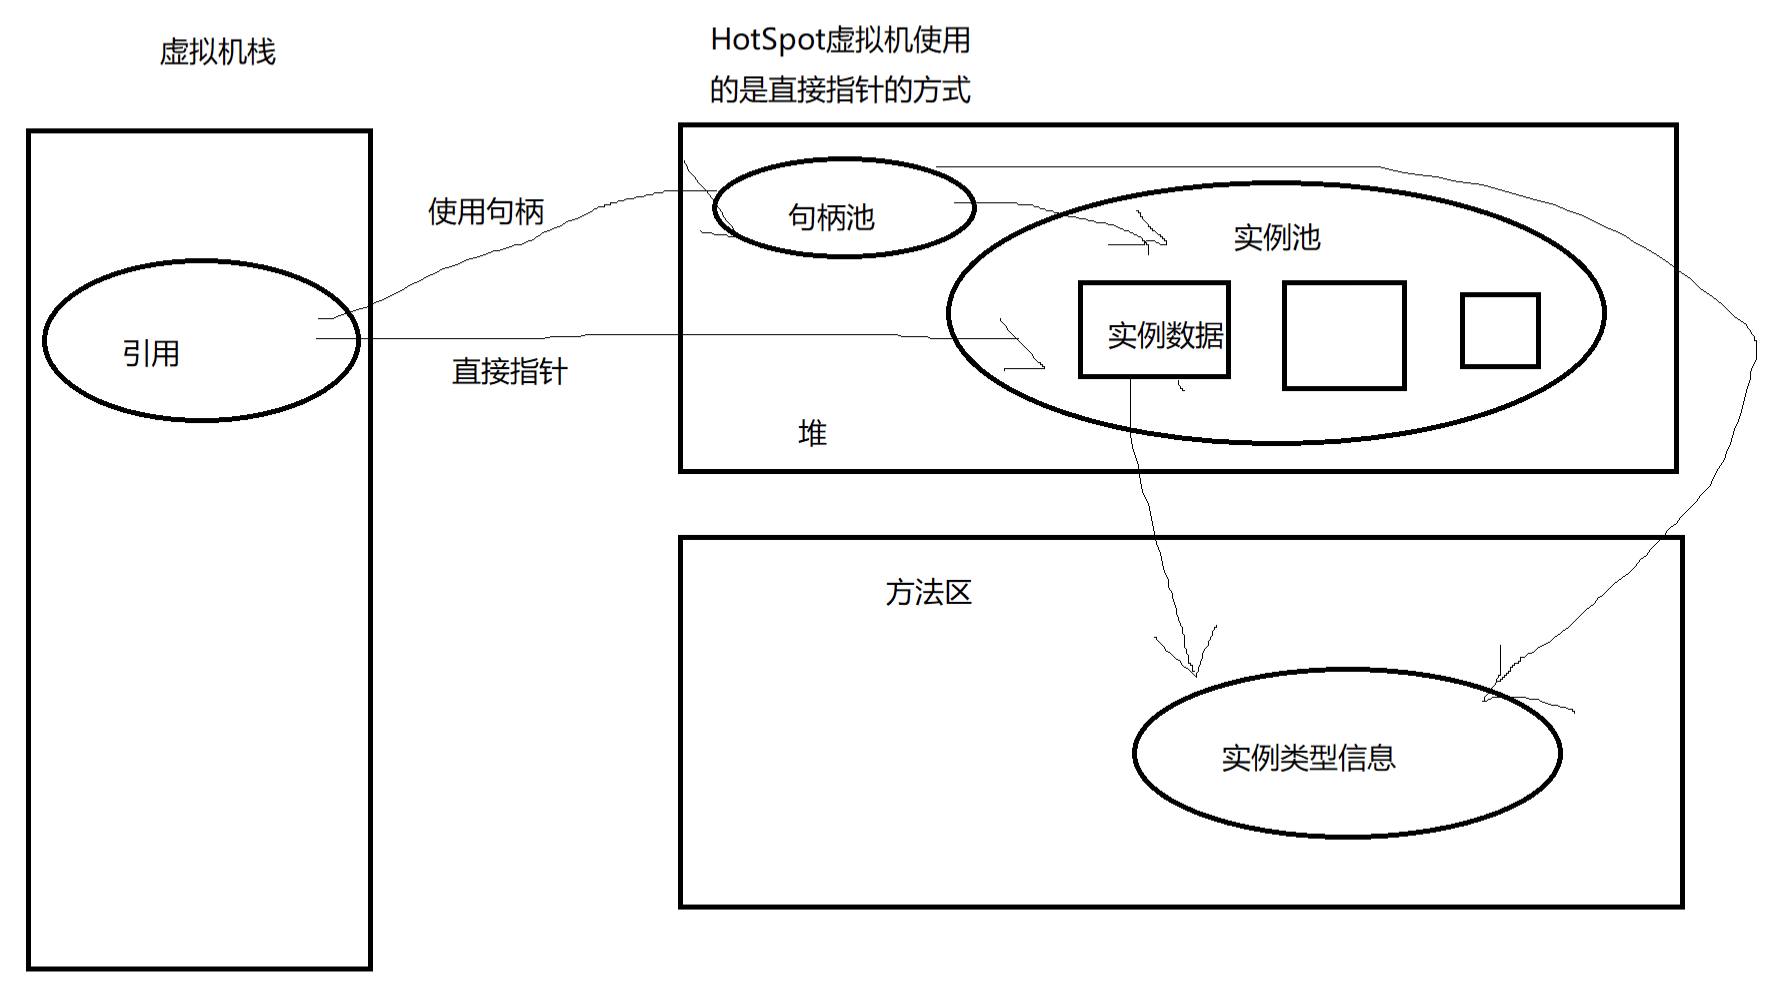 虚拟机栈
HotSpot虚拟机使用
的是直接指针的方式
使用句柄
句柄池
实例池
引用
直接指针
实例数据
堆
方法区
实例类型信息